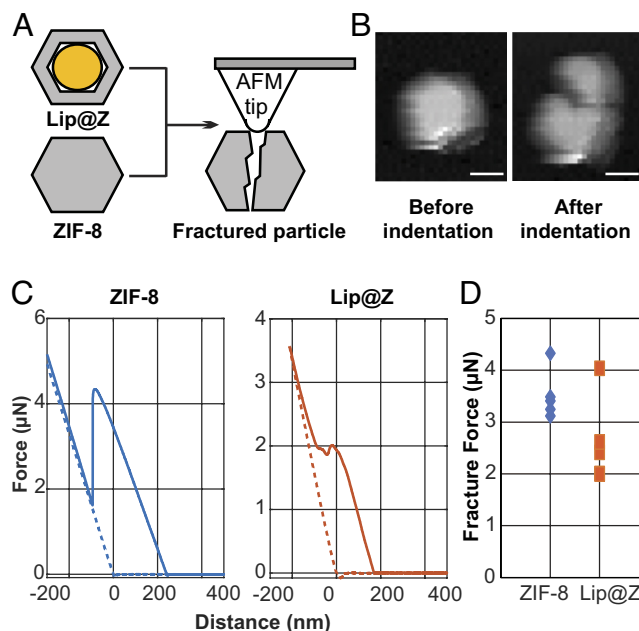 A
Lip@Z
ZIF-8
AFM
tip
Fractured particle
B
Before
indentation
After
indentation
C
ZIF-8
Force (µN)
6
4
2
0
-200
0
200
400
Lip@Z
4
3
2
1
0
-200
0
200
400
Distance (nm)
D
Fracture Force (µN)
5
4
3
2
1
0
ZIF-8 Lip@Z